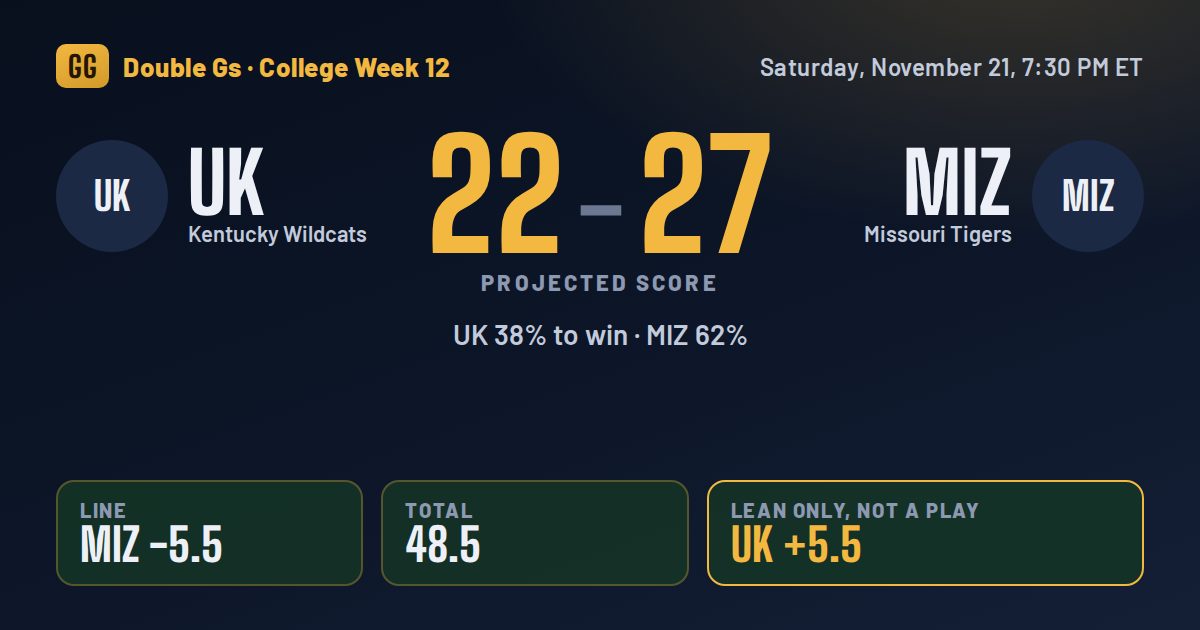 GG Double Gs · College Week 12
Saturday, November 21, 7:30 PM ET
UK
UK
Kentucky Wildcats
22 – 27
PROJECTED SCORE
UK 38% to win · MIZ 62%
MIZ
Missouri Tigers
MIZ
LINE
MIZ −5.5
TOTAL
48.5
LEAN ONLY, NOT A PLAY
UK +5.5